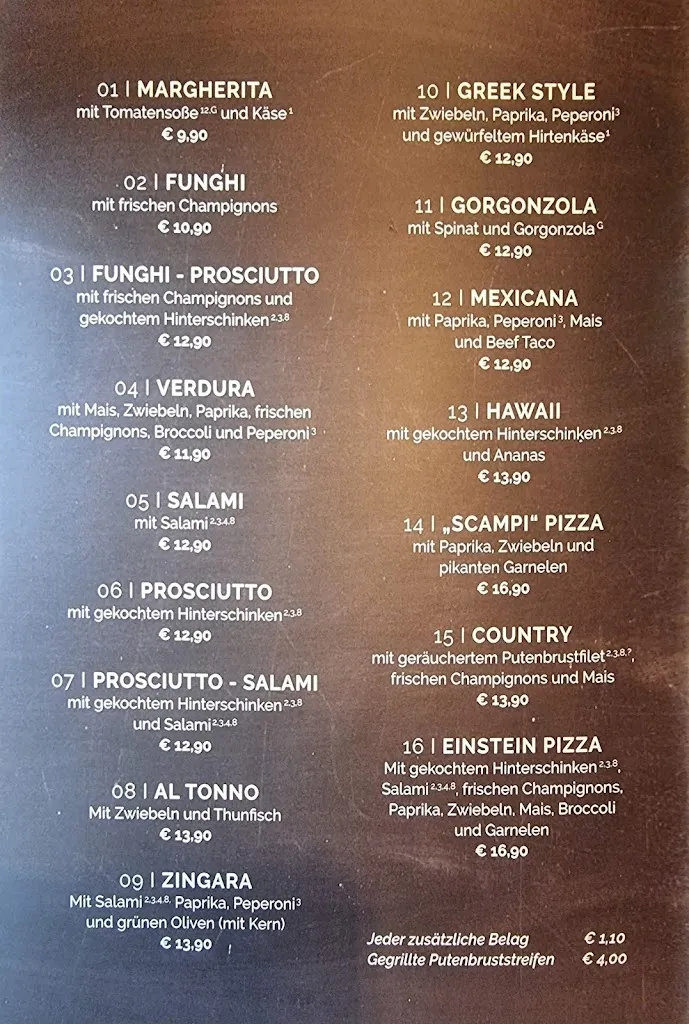 01 | MARGHERITA
mit Tomatensoße 12,G und Käse 1
€ 9,90
02 | FUNGHI
mit frischen Champignons
€ 10,90
03 | FUNGHI - PROSCIUTTO
mit frischen Champignons und
gekochtem Hinterschinken 2,3,8
€ 12,90
04 | VERDURA
mit Mais, Zwiebeln, Paprika, frischen
Champignons, Broccoli und Peperoni 3
€ 11,90
05 | SALAMI
mit Salami 2,3,4,8
€ 12,90
06 | PROSCIUTTO
mit gekochtem Hinterschinken 2,3,8
€ 12,90
07 | PROSCIUTTO - SALAMI
mit gekochtem Hinterschinken 2,3,8
und Salami 2,3,4,8
€ 12,90
08 | AL TONNO
Mit Zwiebeln und Thunfisch
€ 13,90
09 | ZINGARA
Mit Salami 2,3,4,8, Paprika, Peperoni 3
und grünen Oliven (mit Kern)
€ 13,90
10 | GREEK STYLE
mit Zwiebeln, Paprika, Peperoni 3
und gewürfeltem Hirtenkäse 1
€ 12,90
11 | GORGONZOLA
mit Spinat und Gorgonzola G
€ 12,90
12 | MEXICANA
mit Paprika, Peperoni 3, Mais
und Beef Taco
€ 12,90
13 | HAWAII
mit gekochtem Hinterschinken 2,3,8
und Ananas
€ 13,90
14 | „SCAMPI“ PIZZA
mit Paprika, Zwiebeln und
pikanten Garnelen
€ 16,90
15 | COUNTRY
mit geräuchertem Putenbrustfilet 2,3,8,?,
frischen Champignons und Mais
€ 13,90
16 | EINSTEIN PIZZA
Mit gekochtem Hinterschinken 2,3,8,
Salami 2,3,4,8, frischen Champignons,
Paprika, Zwiebeln, Mais, Broccoli
und Garnelen
€ 16,90
Jeder zusätzliche Belag € 1,10
Gegrillte Putenbruststreifen € 4,00